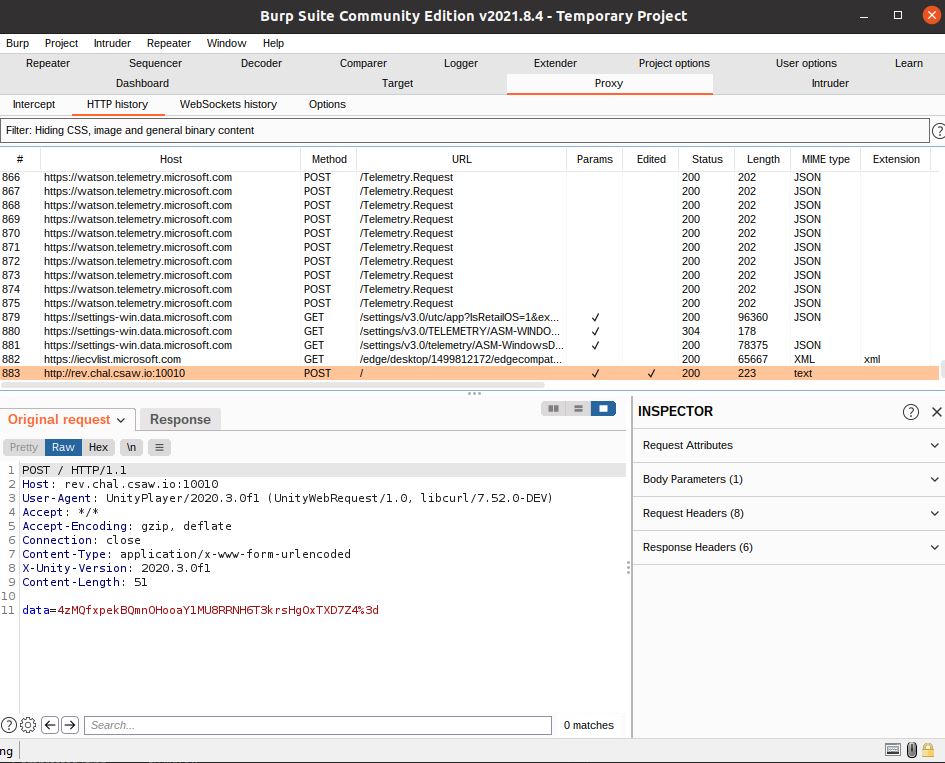 Burp Suite Community Edition v2021.8.4 - Temporary Project
Burp Project Intruder Repeater Window Help
Repeater Sequencer Decoder Comparer Logger Extender Project options User options Learn
Dashboard Target Proxy Intruder
Intercept HTTP history WebSockets history Options
Filter: Hiding CSS, image and general binary content ?
# Host Method URL Params Edited Status Length MIME type Extension
866 https://watson.telemetry.microsoft.com POST /Telemetry.Request 200 202 JSON
867 https://watson.telemetry.microsoft.com POST /Telemetry.Request 200 202 JSON
868 https://watson.telemetry.microsoft.com POST /Telemetry.Request 200 202 JSON
869 https://watson.telemetry.microsoft.com POST /Telemetry.Request 200 202 JSON
870 https://watson.telemetry.microsoft.com POST /Telemetry.Request 200 202 JSON
871 https://watson.telemetry.microsoft.com POST /Telemetry.Request 200 202 JSON
872 https://watson.telemetry.microsoft.com POST /Telemetry.Request 200 202 JSON
873 https://watson.telemetry.microsoft.com POST /Telemetry.Request 200 202 JSON
874 https://watson.telemetry.microsoft.com POST /Telemetry.Request 200 202 JSON
875 https://watson.telemetry.microsoft.com POST /Telemetry.Request 200 202 JSON
879 https://settings-win.data.microsoft.com GET /settings/v3.0/utc/app?IsRetailOS=1&ex... ✓ 200 96360 JSON
880 https://settings-win.data.microsoft.com GET /settings/v3.0/TELEMETRY/ASM-WINDO... ✓ 304 178
881 https://settings-win.data.microsoft.com GET /settings/v3.0/telemetry/ASM-WindowsD... ✓ 200 78375 JSON
882 https://iecvlist.microsoft.com GET /edge/desktop/1499812172/edgecompat... 200 65667 XML xml
883 http://rev.chal.csaw.io:10010 POST / ✓ ✓ 200 223 text
Original request Response
Pretty Raw Hex \n
1 POST / HTTP/1.1
2 Host: rev.chal.csaw.io:10010
3 User-Agent: UnityPlayer/2020.3.0f1 (UnityWebRequest/1.0, libcurl/7.52.0-DEV)
4 Accept: */*
5 Accept-Encoding: gzip, deflate
6 Connection: close
7 Content-Type: application/x-www-form-urlencoded
8 X-Unity-Version: 2020.3.0f1
9 Content-Length: 51
10
11 data=4zMQfxpekBQmnOHooaY1MU8RRNH6T3krsHgOxTXD7Z4%3d
INSPECTOR ?
Request Attributes
Body Parameters (1)
Request Headers (8)
Response Headers (6)
? Search... 0 matches
ng